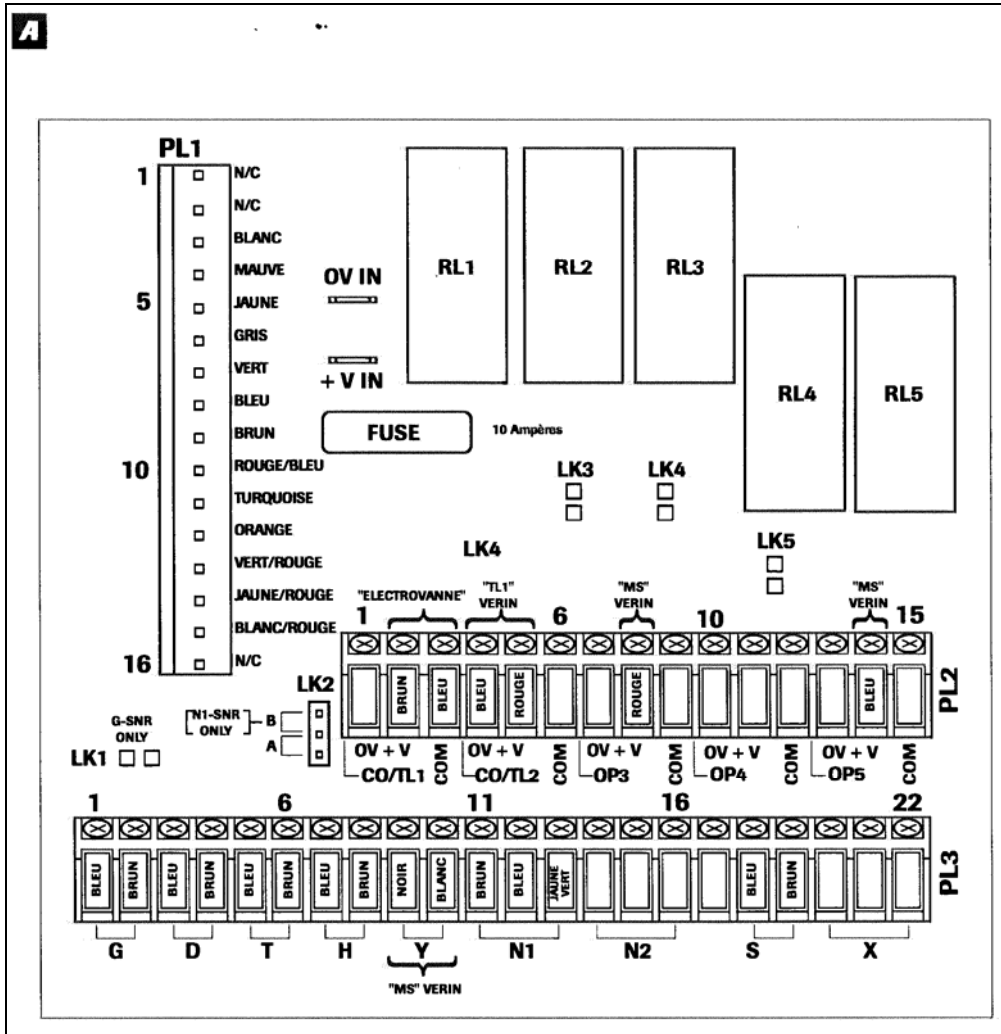 A
PL1
1 N/C
N/C
BLANC
MAUVE
5 JAUNE
GRIS
VERT
BLEU
BRUN
10 ROUGE/BLEU
TURQUOISE
ORANGE
VERT/ROUGE
JAUNE/ROUGE
BLANC/ROUGE
16 N/C
OV IN
+ V IN
FUSE 10 Ampères
RL1 RL2 RL3
RL4 RL5
LK3 LK4
LK5
LK4
"ELECTROVANNE" "TL1" VERIN "MS" VERIN "MS" VERIN
1 6 10 15
BRUN BLEU BLEU ROUGE ROUGE BLEU
PL2
OV + V COM OV + V COM OV + V COM OV + V COM OV + V COM
CO/TL1 CO/TL2 OP3 OP4 OP5
LK2
"N1-SNR ONLY B
A
G-SNR
ONLY
LK1
1 6 11 16 22
BLEU BRUN BLEU BRUN BLEU BRUN BLEU BRUN NOIR BLANC BRUN BLEU JAUNE VERT BLEU BRUN
PL3
G D T H Y N1 N2 S X
"MS" VERIN